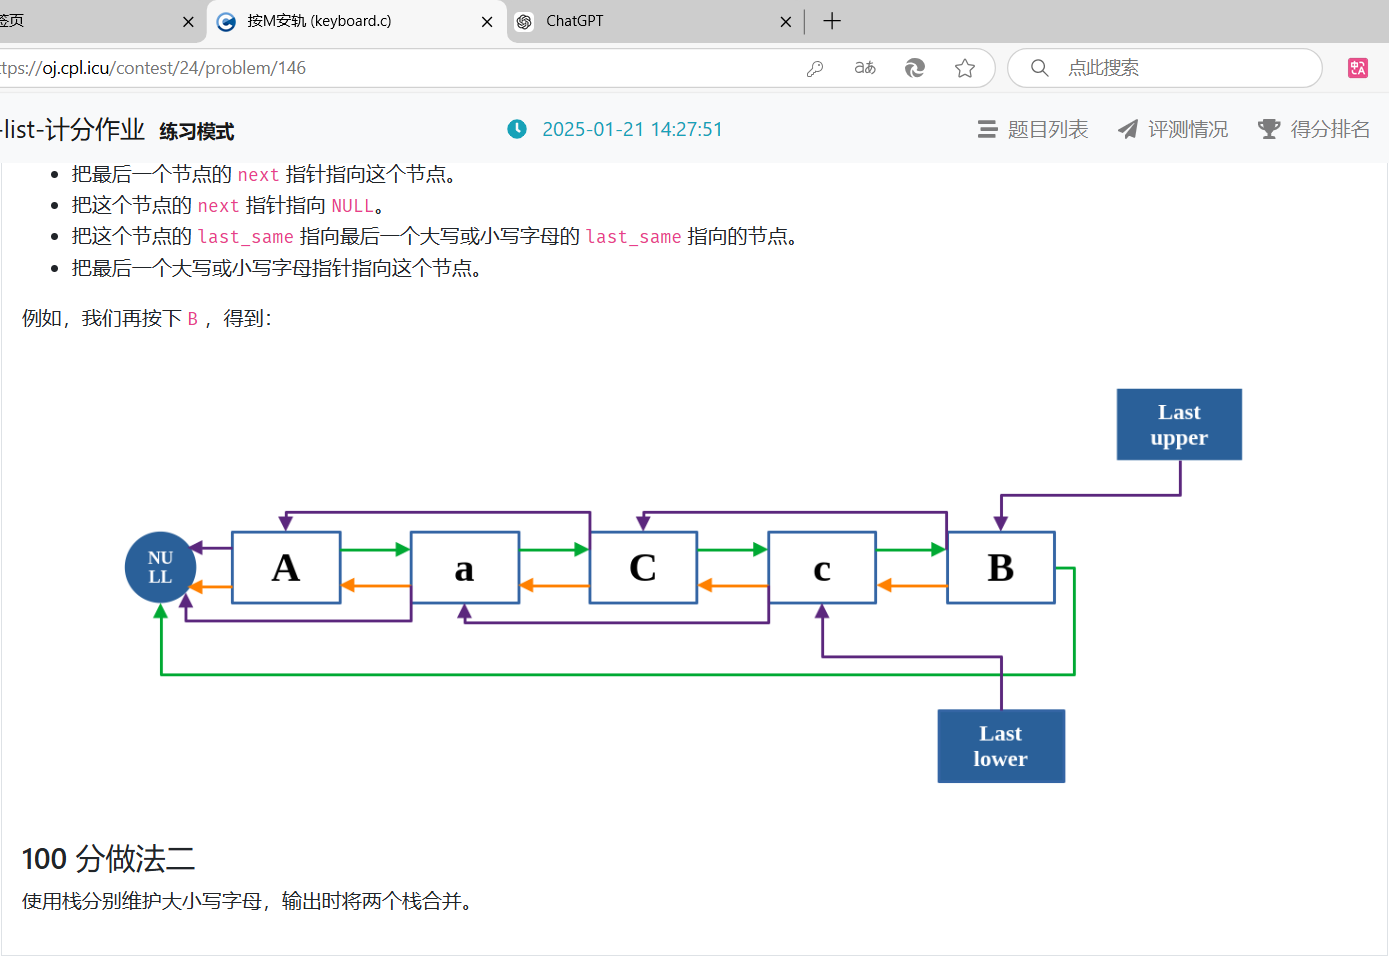 签页
按M安轨 (keyboard.c)
ChatGPT
ttps://oj.cpl.icu/contest/24/problem/146
aあ
点此搜索
-list-计分作业 练习模式
2025-01-21 14:27:51
题目列表
评测情况
得分排名
把最后一个节点的 next 指针指向这个节点。
把这个节点的 next 指针指向 NULL。
把这个节点的 last_same 指向最后一个大写或小写字母的 last_same 指向的节点。
把最后一个大写或小写字母指针指向这个节点。
例如，我们再按下 B ，得到：
Last
upper
NU
LL
A
a
C
c
B
Last
lower
100 分做法二
使用栈分别维护大小写字母，输出时将两个栈合并。